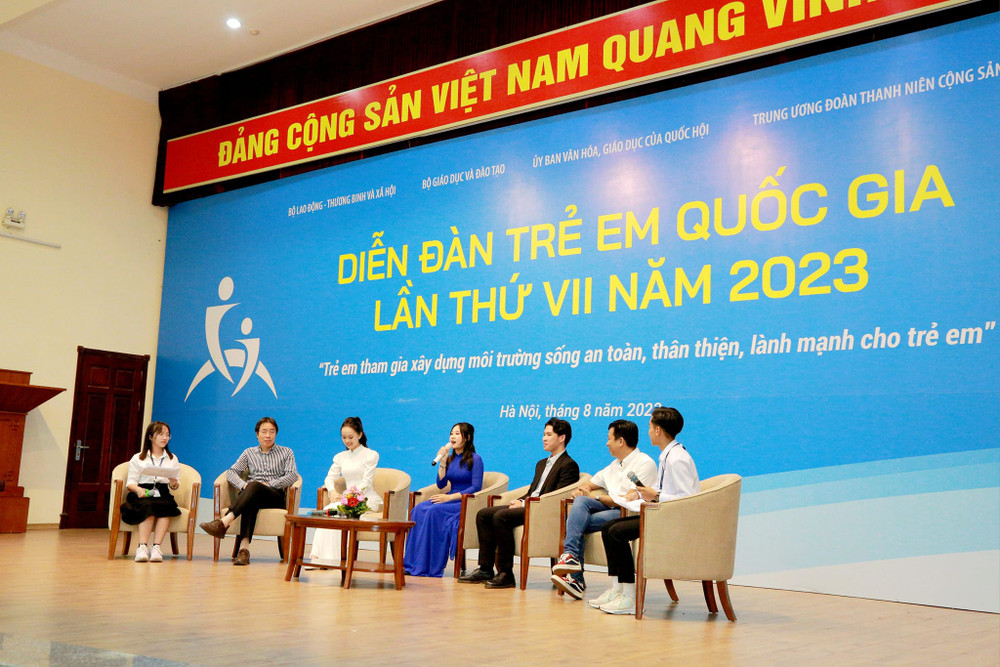 ĐẢNG CỘNG SẢN VIỆT NAM QUANG VINH
BỘ LAO ĐỘNG - THƯƠNG BINH VÀ XÃ HỘI
BỘ GIÁO DỤC VÀ ĐÀO TẠO
ỦY BAN VĂN HÓA, GIÁO DỤC CỦA QUỐC HỘI
TRUNG ƯƠNG ĐOÀN THANH NIÊN CỘNG SẢN
DIỄN ĐÀN TRẺ EM QUỐC GIA
LẦN THỨ VII NĂM 2023
“Trẻ em tham gia xây dựng môi trường sống an toàn, thân thiện, lành mạnh cho trẻ em”
Hà Nội, tháng 8 năm 2023